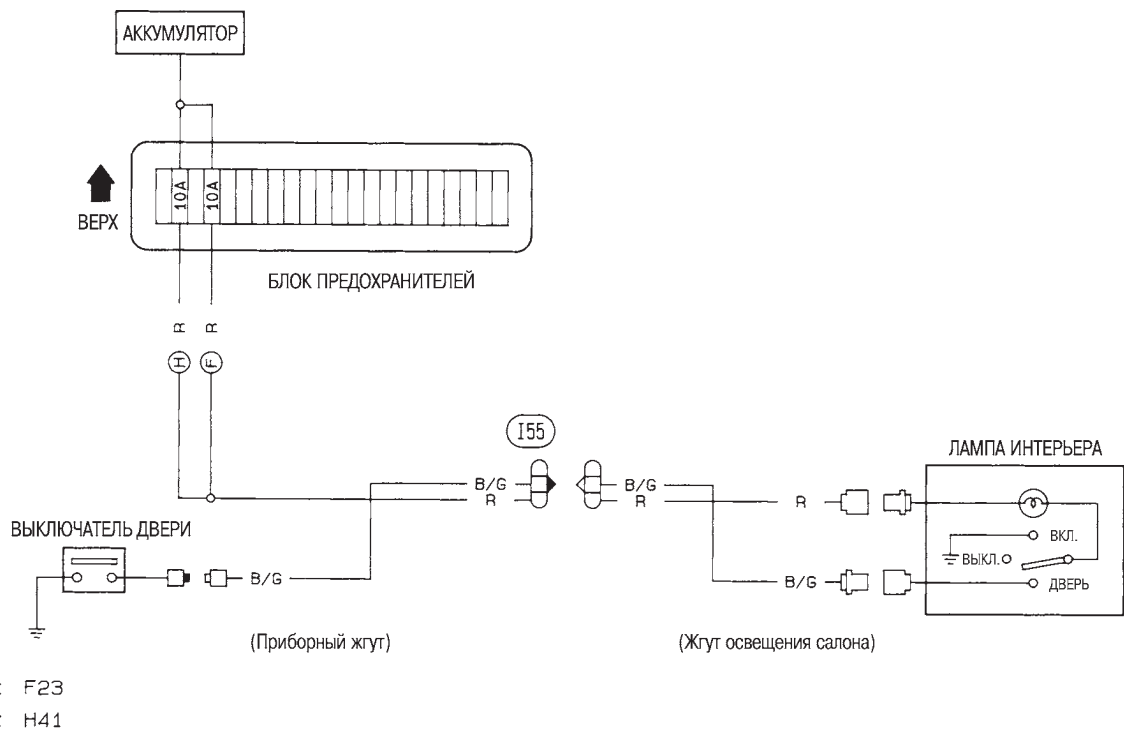 АККУМУЛЯТОР
10A 10A
ВЕРХ
БЛОК ПРЕДОХРАНИТЕЛЕЙ
R R
H F
I55
ЛАМПА ИНТЕРЬЕРА
B/G B/G
R R R
ВКЛ.
ВЫКЛ.
ДВЕРЬ
ВЫКЛЮЧАТЕЛЬ ДВЕРИ
B/G B/G
(Приборный жгут) (Жгут освещения салона)
: F23
: H41